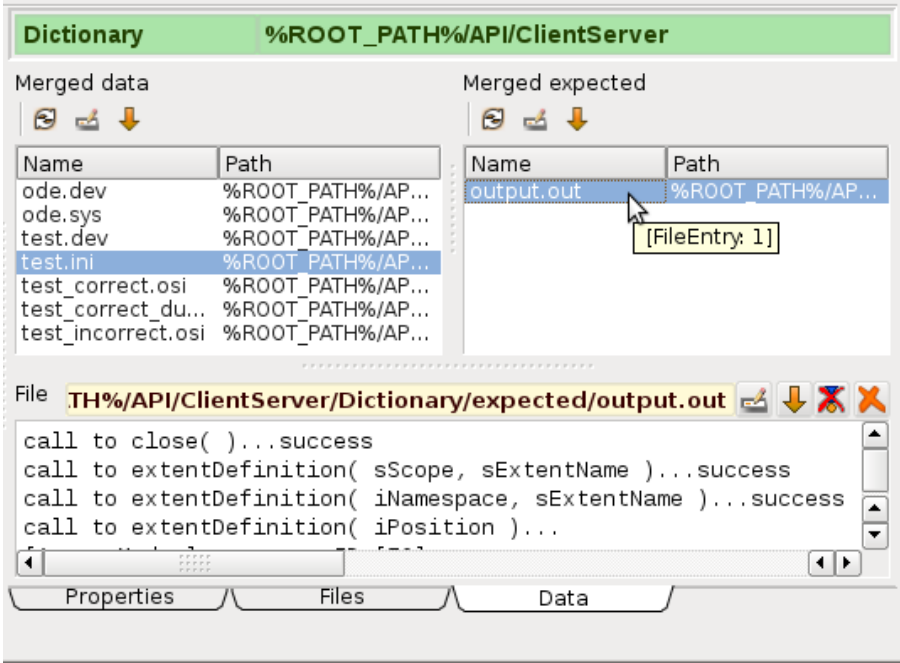 Dictionary %ROOT_PATH%/API/ClientServer
Merged data
Merged expected
Name Path
ode.dev %ROOT_PATH%/AP...
ode.sys %ROOT_PATH%/AP...
test.dev %ROOT_PATH%/AP...
test.ini %ROOT_PATH%/AP...
test_correct.osi %ROOT_PATH%/AP...
test_correct_du... %ROOT_PATH%/AP...
test_incorrect.osi %ROOT_PATH%/AP...
Name Path
output.out %ROOT_PATH%/AP...
[FileEntry: 1]
File TH%/API/ClientServer/Dictionary/expected/output.out
call to close( )...success
call to extentDefinition( sScope, sExtentName )...success
call to extentDefinition( iNamespace, sExtentName )...success
call to extentDefinition( iPosition )...
Properties Files Data